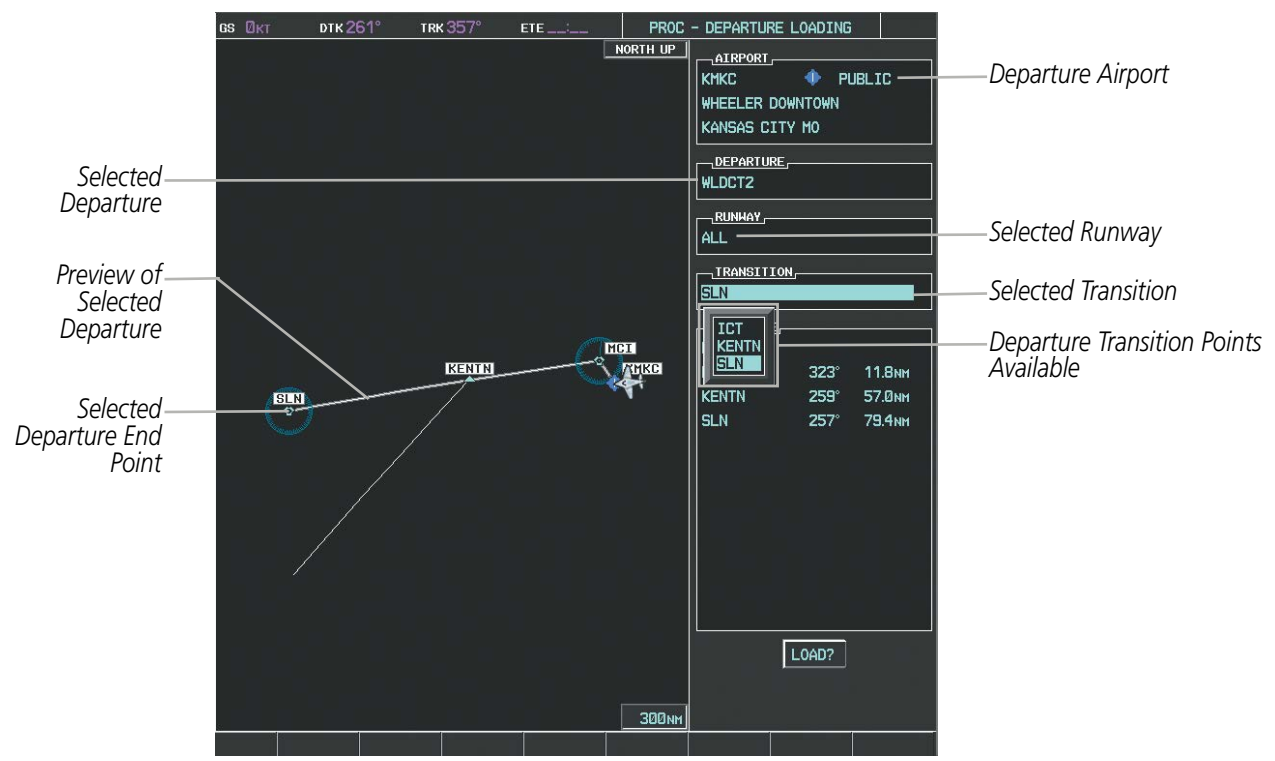 GS 0KT DTK 261° TRK 357° ETE __:__ PROC – DEPARTURE LOADING
NORTH UP
AIRPORT
KMKC PUBLIC
WHEELER DOWNTOWN
KANSAS CITY MO
DEPARTURE
WLDCT2
RUNWAY
ALL
TRANSITION
SLN
ICT
KENTN
SLN
323° 11.8NM
KENTN 259° 57.0NM
SLN 257° 79.4NM
LOAD?
MCI
KMKC
KENTN
SLN
300NM
Departure Airport
Selected Runway
Selected Transition
Departure Transition Points
Available
Selected
Departure
Preview of
Selected
Departure
Selected
Departure End
Point